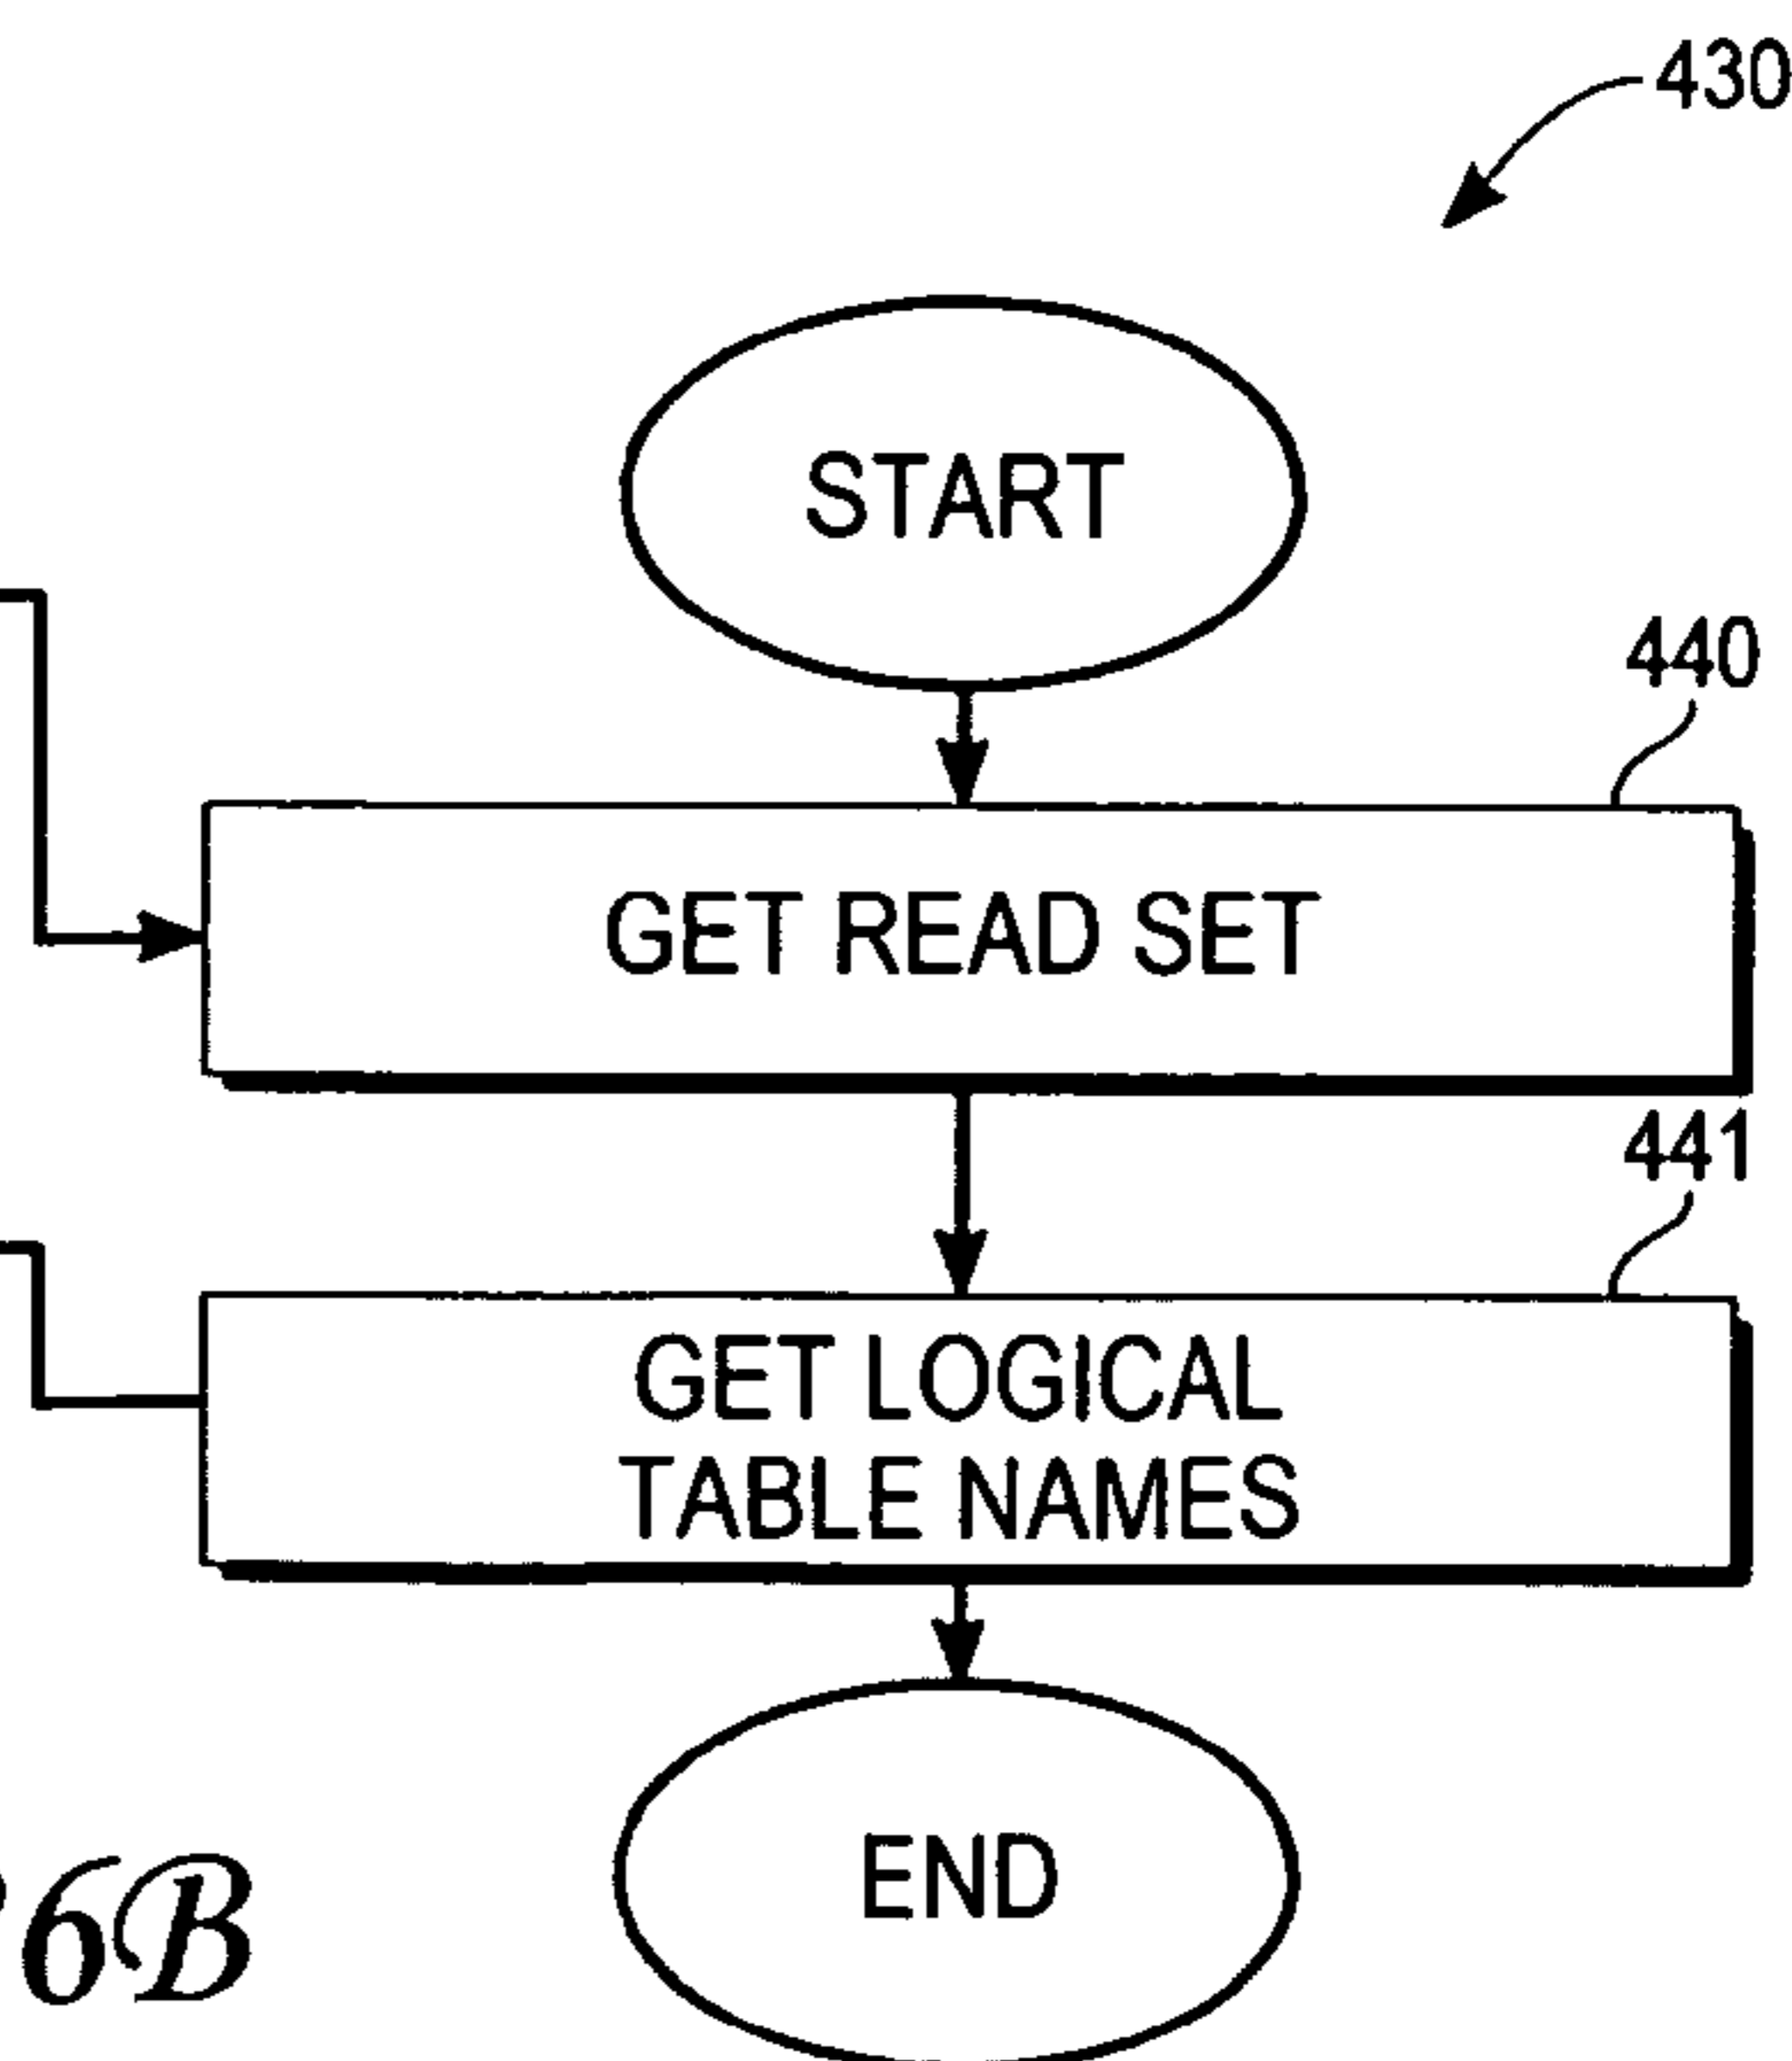 430
START
440
GET READ SET
441
GET LOGICAL
TABLE NAMES
END
6B